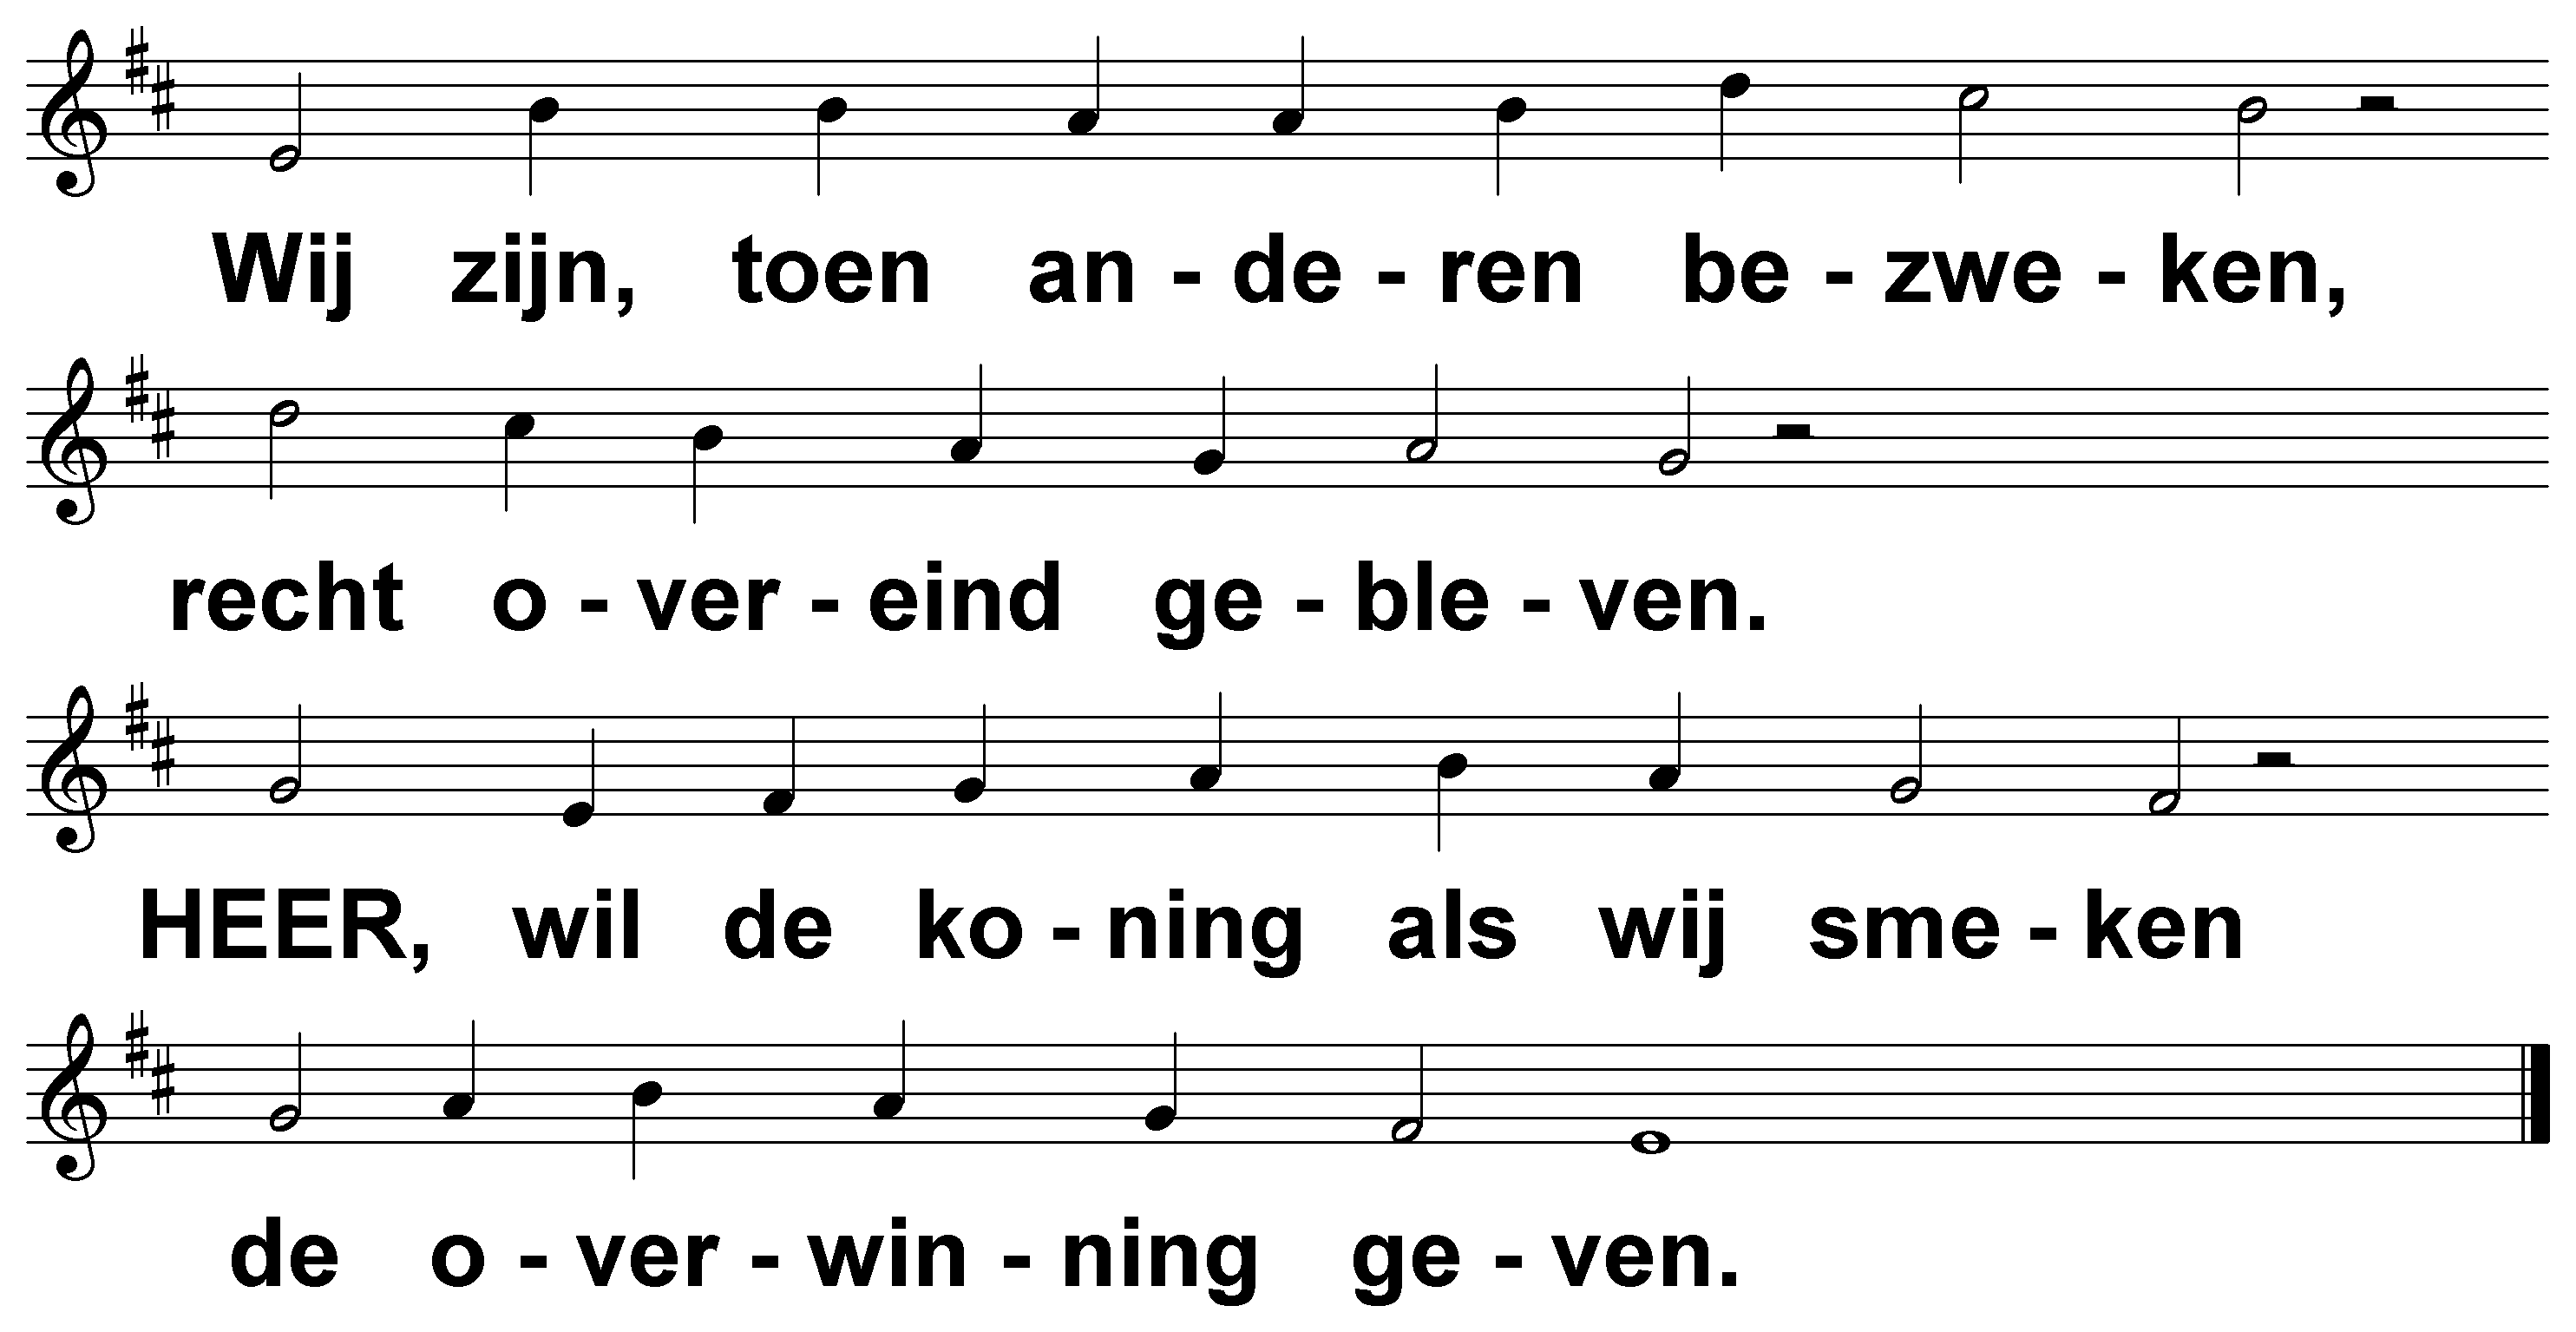 Wij zijn, toen an - de - ren be - zwe - ken,
recht o - ver - eind ge - ble - ven.
HEER, wil de ko - ning als wij sme - ken
de o - ver - win - ning ge - ven.